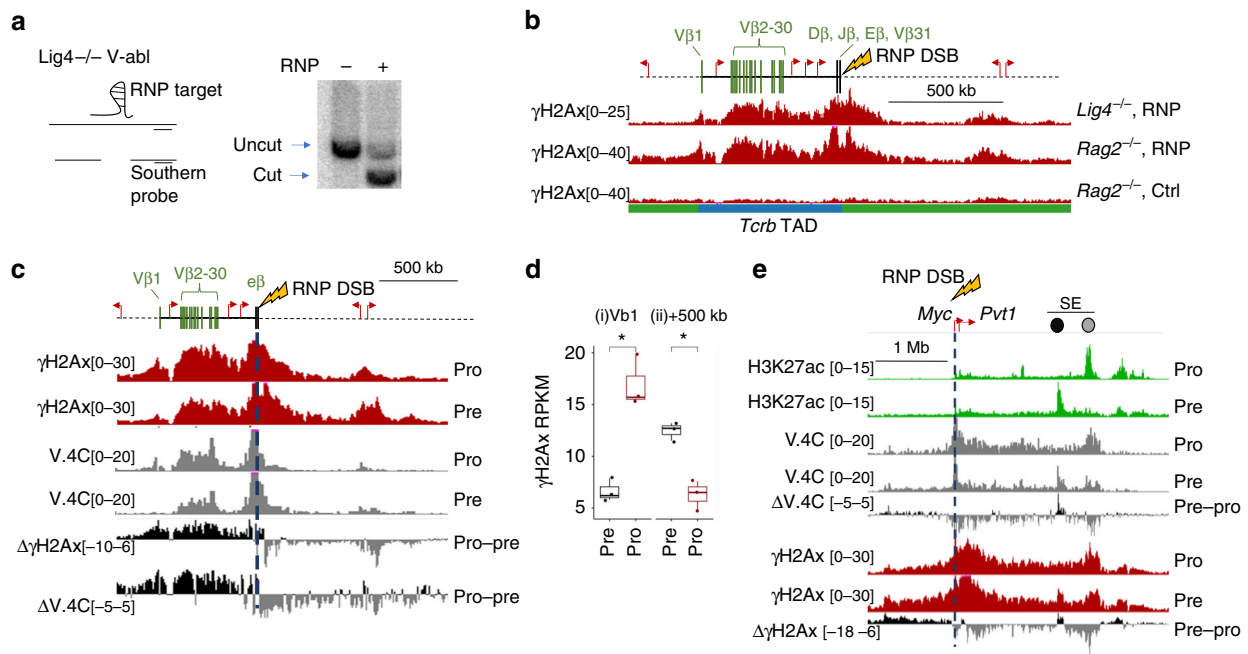 a
Lig4−/− V-abl
RNP target
Southern
probe
RNP − +
Uncut
Cut
b
Vβ1
Vβ2-30
Dβ, Jβ, Eβ, Vβ31
RNP DSB
500 kb
γH2Ax[0–25]
Lig4−/−, RNP
γH2Ax[0–40]
Rag2−/−, RNP
γH2Ax[0–40]
Rag2−/−, Ctrl
Tcrb TAD
c
Vβ1
Vβ2-30
eβ
RNP DSB
500 kb
γH2Ax[0–30]
Pro
γH2Ax[0–30]
Pre
V.4C[0–20]
Pro
V.4C[0–20]
Pre
ΔγH2Ax[−10–6]
Pro–pre
ΔV.4C[−5–5]
Pro–pre
d
(i)Vb1
(ii)+500 kb
* *
γH2Ax RPKM
20
15
10
5
Pre
Pro
Pre
Pro
e
RNP DSB
Myc
Pvt1
SE
1 Mb
H3K27ac [0–15]
Pro
H3K27ac [0–15]
Pre
V.4C [0–20]
Pro
V.4C [0–20]
Pre
ΔV.4C [−5–5]
Pre–pro
γH2Ax [0–30]
Pro
γH2Ax [0–30]
Pre
ΔγH2Ax [−18 –6]
Pre–pro